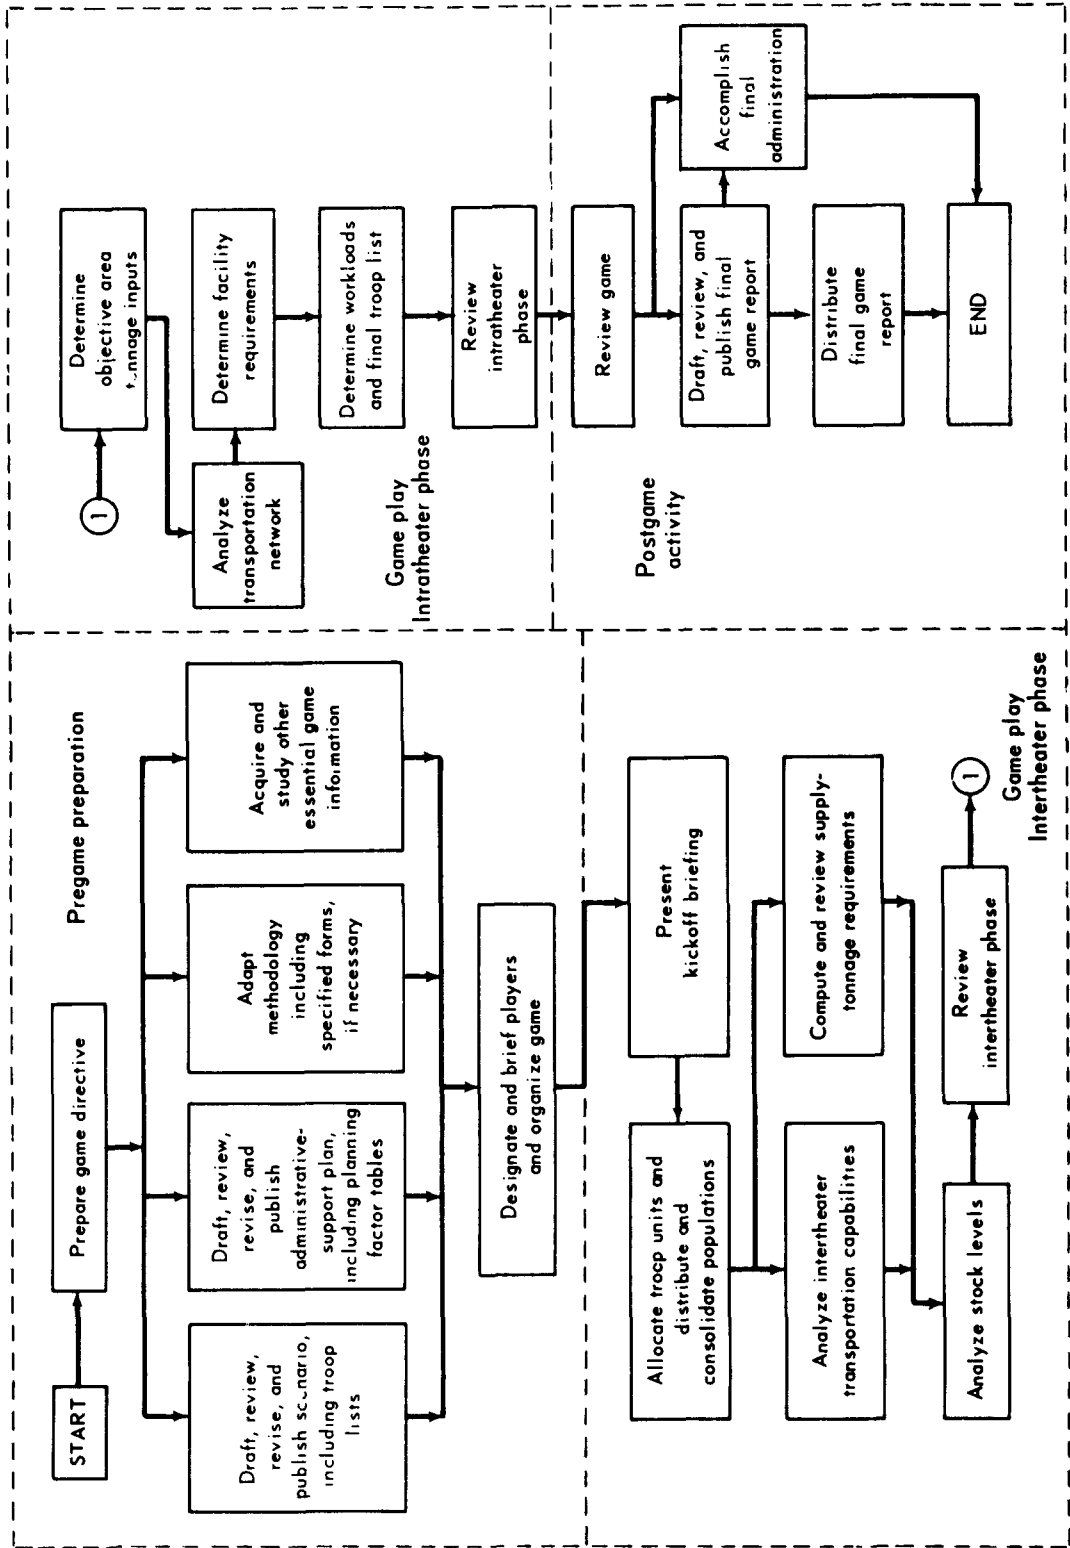 Pregame preparation
START
Prepare game directive
Draft, review,
revise, and
publish scenario,
including troop
lists
Draft, review,
revise, and
publish
administrative-
support plan,
including planning
factor tables
Adapt
methodology
including
specified forms,
if necessary
Acquire and
study other
essential game
information
Designate and brief players
and organize game
Present
kickoff briefing
Allocate troop units and
distribute and
consolidate populations
Analyze intertheater
transportation capabilities
Compute and review supply-
tonnage requirements
Analyze stock levels
Review
intertheater phase
1
Game play
Intertheater phase
1
Determine
objective area
tonnage inputs
Analyze
transportation
network
Determine facility
requirements
Determine workloads
and final troop list
Review
intratheater
phase
Game play
Intratheater phase
Postgame
activity
Review game
Draft, review, and
publish final
game report
Accomplish
final
administration
Distribute
final game
report
END